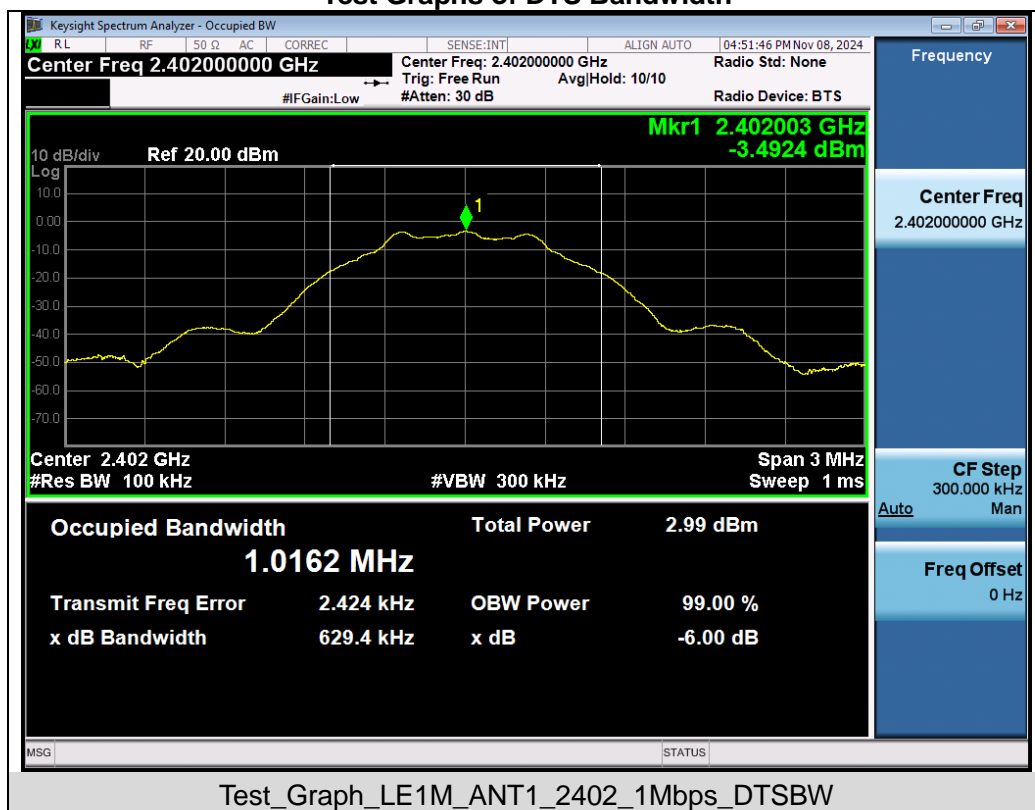 Test Graphs of DTS Bandwidth
Keysight Spectrum Analyzer - Occupied BW
LXI RL RF 50 Ω AC CORREC SENSE:INT ALIGN AUTO 04:51:46 PM Nov 08, 2024
Center Freq 2.402000000 GHz
Center Freq: 2.402000000 GHz
Radio Std: None
Trig: Free Run Avg|Hold: 10/10
#IFGain:Low #Atten: 30 dB Radio Device: BTS
Frequency
Mkr1 2.402003 GHz
-3.4924 dBm
10 dB/div Ref 20.00 dBm
Log
10.0
0.00
-10.0
-20.0
-30.0
-40.0
-50.0
-60.0
-70.0
1
Center 2.402 GHz Span 3 MHz
#Res BW 100 kHz #VBW 300 kHz Sweep 1 ms
Center Freq
2.402000000 GHz
CF Step
300.000 kHz
Auto Man
Freq Offset
0 Hz
Occupied Bandwidth Total Power 2.99 dBm
1.0162 MHz
Transmit Freq Error 2.424 kHz OBW Power 99.00 %
x dB Bandwidth 629.4 kHz x dB -6.00 dB
MSG STATUS
Test_Graph_LE1M_ANT1_2402_1Mbps_DTSBW